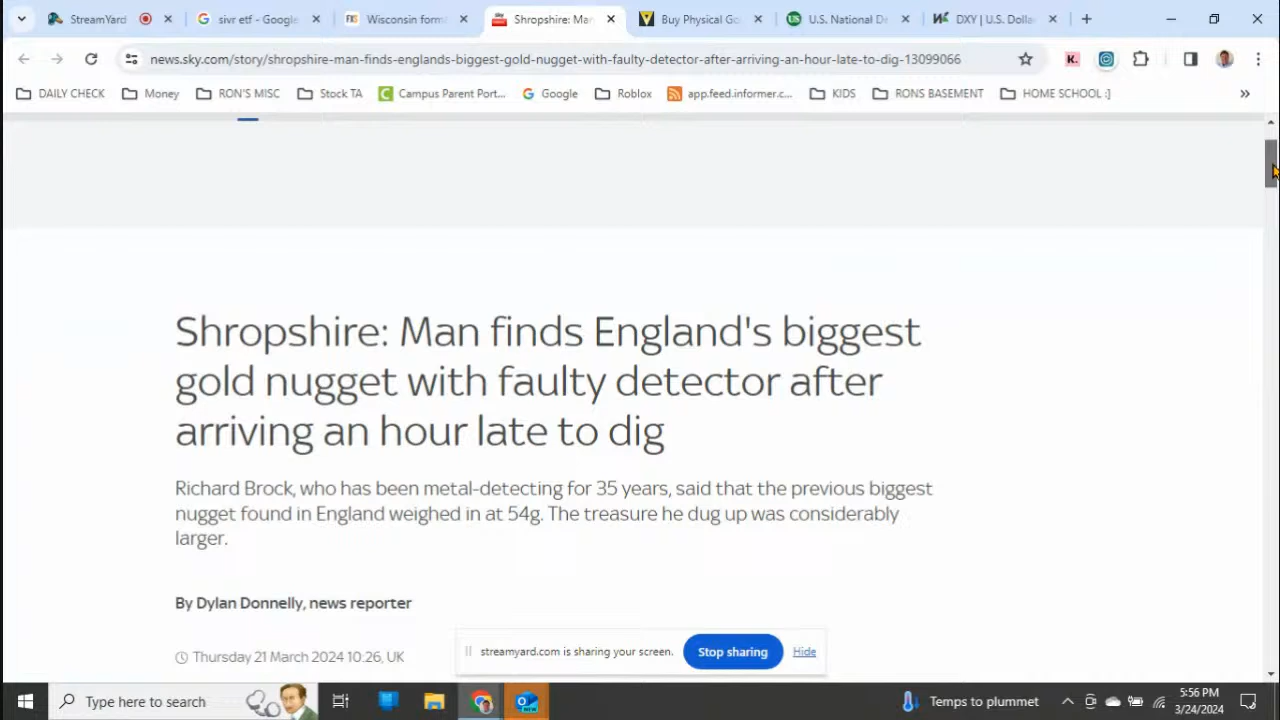 StreamYard
sivr etf - Google
Wisconsin form
Shropshire: Ma
Buy Physical Go
U.S. National De
DXY | U.S. Dolla
news.sky.com/story/shropshire-man-finds-englands-biggest-gold-nugget-with-faulty-detector-after-arriving-an-hour-late-to-dig-13099066
DAILY CHECK
Money
RON'S MISC
Stock TA
Campus Parent Port...
Google
Roblox
app.feed.informer.c...
KIDS
RONS BASEMENT
HOME SCHOOL :]
Shropshire: Man finds England's biggest
gold nugget with faulty detector after
arriving an hour late to dig
Richard Brock, who has been metal-detecting for 35 years, said that the previous biggest
nugget found in England weighed in at 54g. The treasure he dug up was considerably
larger.
By Dylan Donnelly, news reporter
Thursday 21 March 2024 10:26, UK
streamyard.com is sharing your screen.
Stop sharing
Hide
Type here to search
Temps to plummet
5:56 PM
3/24/2024